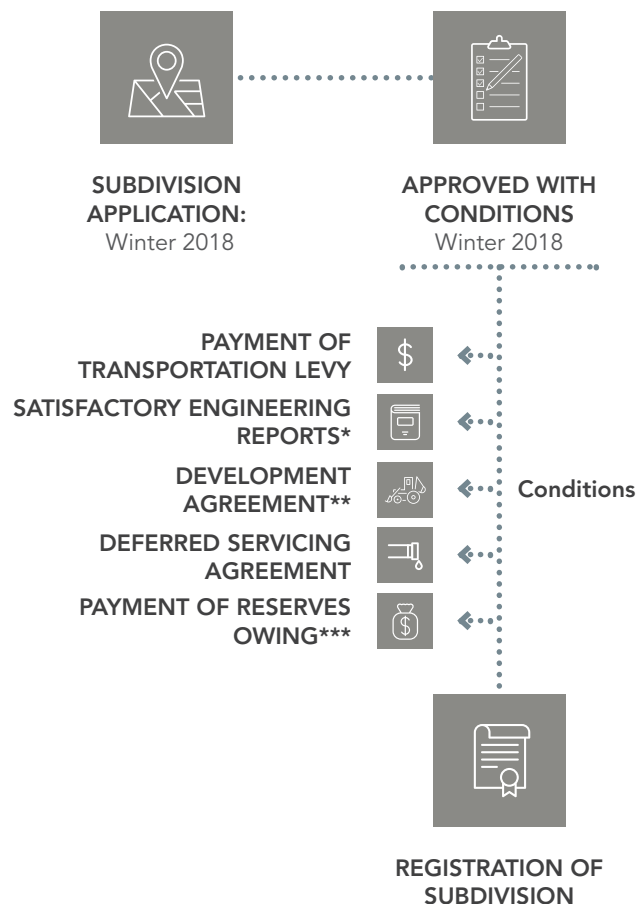 SUBDIVISION
APPLICATION:
Winter 2018
APPROVED WITH
CONDITIONS
Winter 2018
PAYMENT OF
TRANSPORTATION LEVY
SATISFACTORY ENGINEERING
REPORTS*
DEVELOPMENT
AGREEMENT**
DEFERRED SERVICING
AGREEMENT
PAYMENT OF RESERVES
OWING***
Conditions
REGISTRATION OF
SUBDIVISION